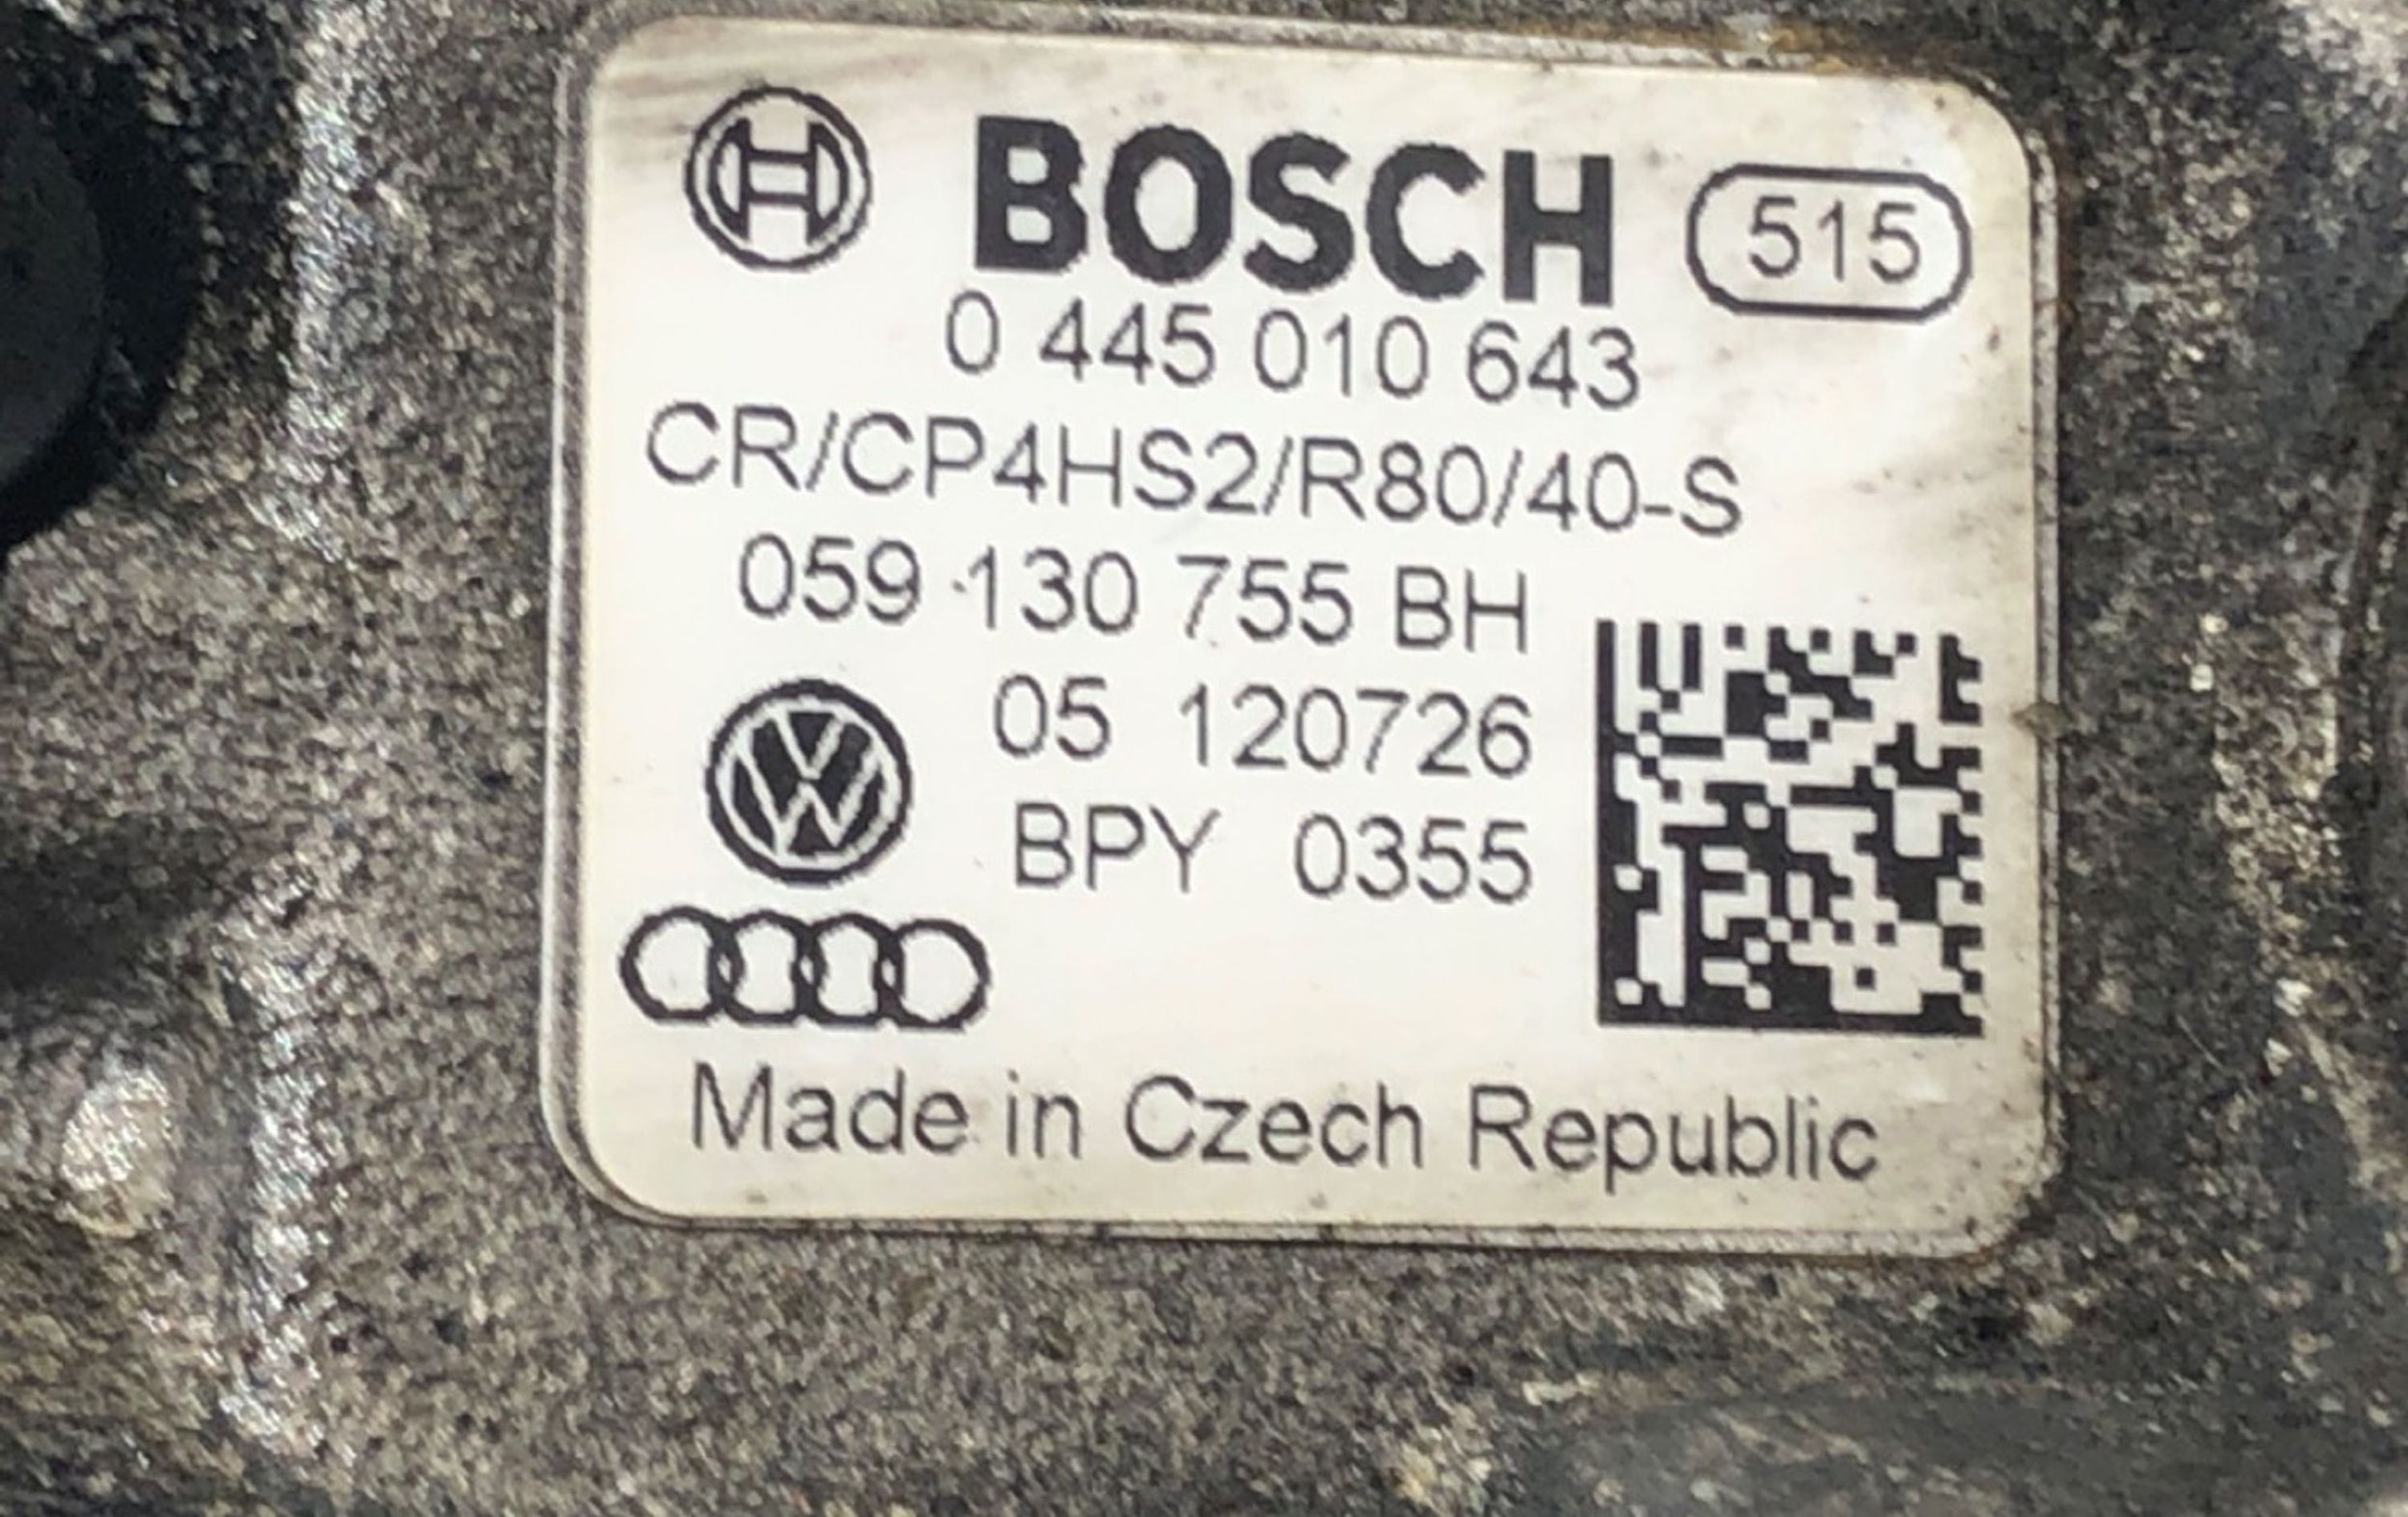 BOSCH 515
0 445 010 643
CR/CP4HS2/R80/40-S
059 130 755 BH
05 120726
BPY 0355
Made in Czech Republic